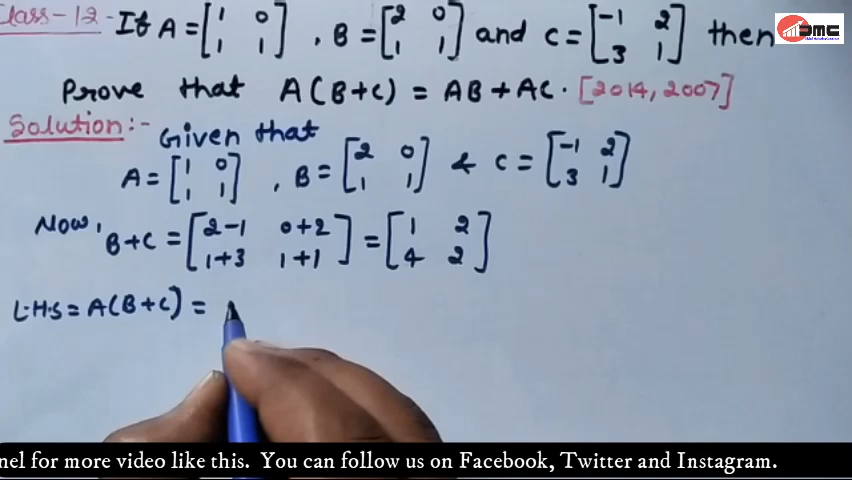 Class-12- If A = [1 0 1 1], B = [2 0 1 1] and C = [-1 2 3 1] then
DMC
Prove that A(B+C) = AB + AC. [2014, 2007]
Solution:-
Given that
A = [1 0 1 1], B = [2 0 1 1] & C = [-1 2 3 1]
Now, B+C = [2-1 0+2 1+3 1+1] = [1 2 4 2]
L.H.S = A(B+C) =
nel for more video like this. You can follow us on Facebook, Twitter and Instagram.